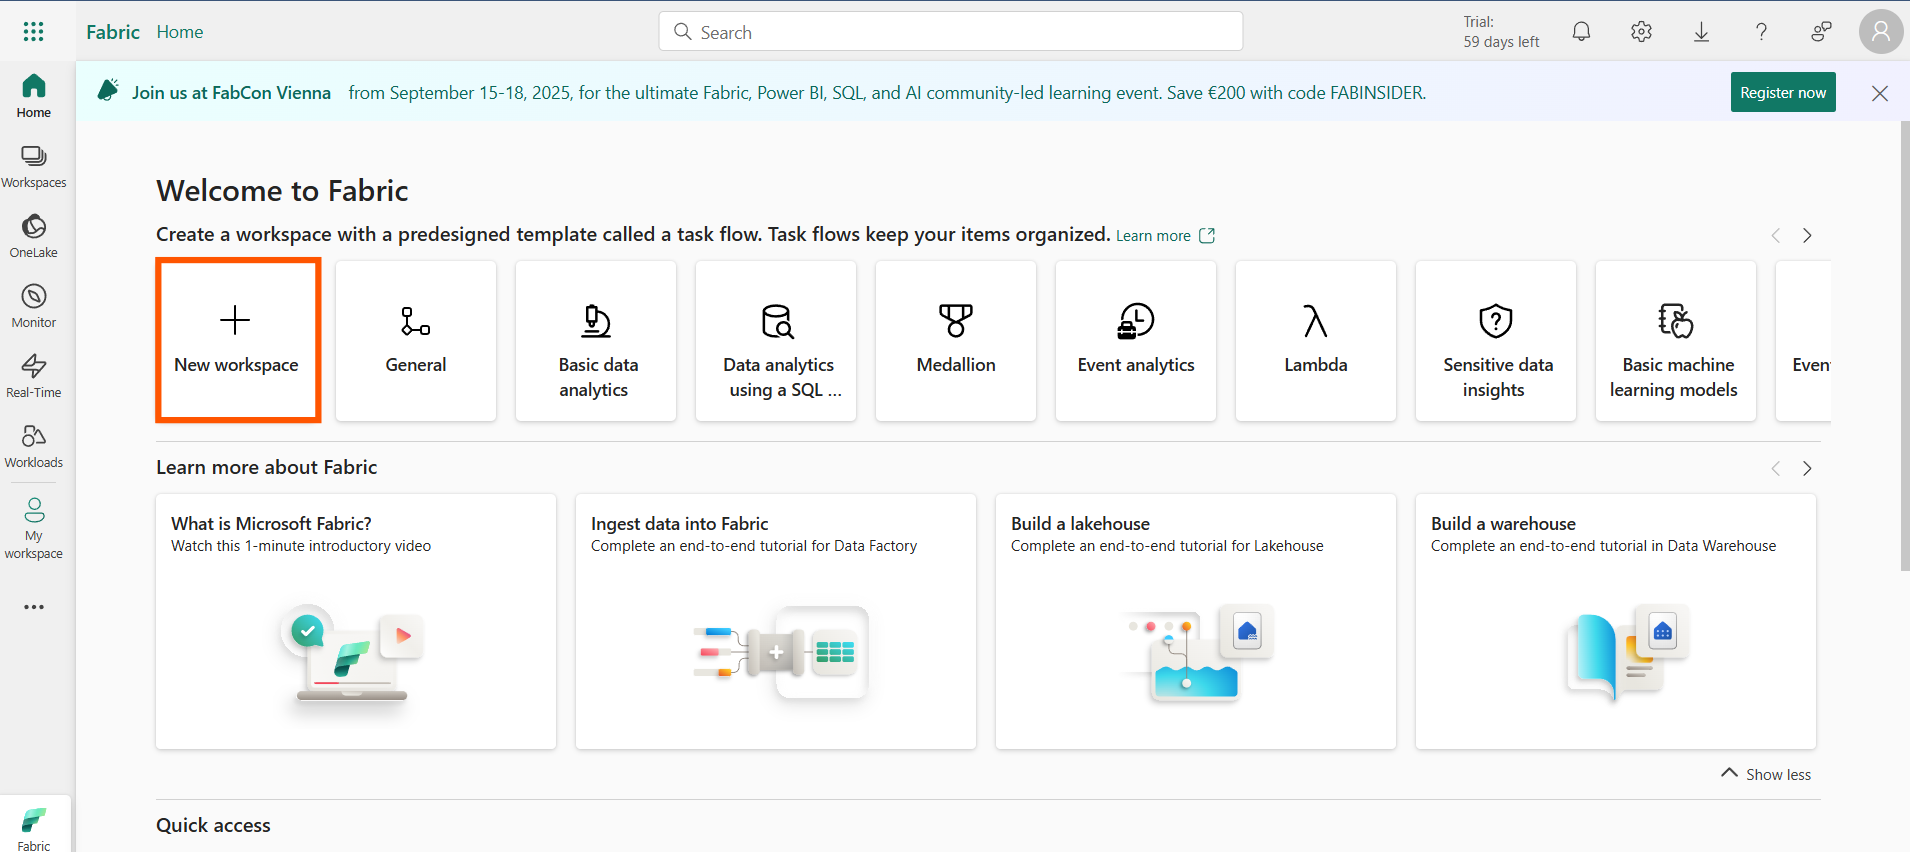 Fabric Home
Search
Trial:
59 days left
Join us at FabCon Vienna from September 15-18, 2025, for the ultimate Fabric, Power BI, SQL, and AI community-led learning event. Save €200 with code FABINSIDER.
Register now
Home
Workspaces
OneLake
Monitor
Real-Time
Workloads
My
workspace
Fabric
Welcome to Fabric
Create a workspace with a predesigned template called a task flow. Task flows keep your items organized. Learn more
New workspace
General
Basic data
analytics
Data analytics
using a SQL ...
Medallion
Event analytics
Lambda
Sensitive data
insights
Basic machine
learning models
Even
Learn more about Fabric
What is Microsoft Fabric?
Watch this 1-minute introductory video
Ingest data into Fabric
Complete an end-to-end tutorial for Data Factory
Build a lakehouse
Complete an end-to-end tutorial for Lakehouse
Build a warehouse
Complete an end-to-end tutorial in Data Warehouse
Show less
Quick access